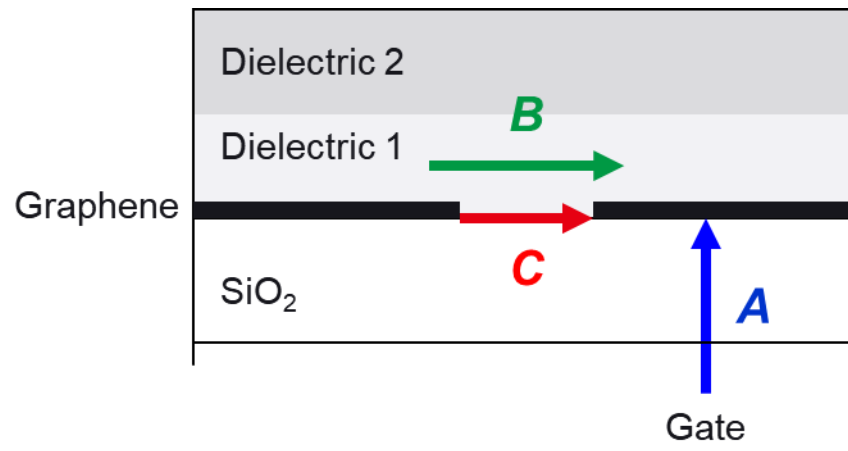 Dielectric 2
B
Dielectric 1
Graphene
C
SiO₂
A
Gate